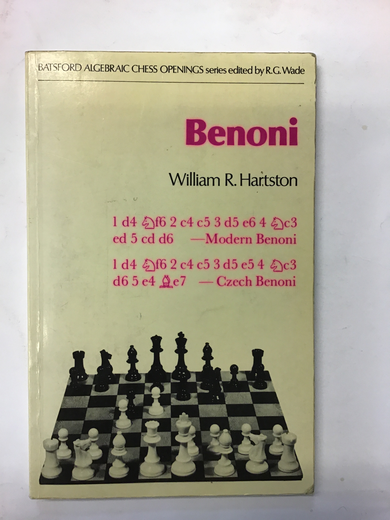 BATSFORD ALGEBRAIC CHESS OPENINGS series edited by R.G. Wade
Benoni
William R. Hartston
1 d4 ♘f6 2 c4 c5 3 d5 e6 4 ♘c3
ed 5 cd d6 —Modern Benoni
1 d4 ♘f6 2 c4 c5 3 d5 e5 4 ♘c3
d6 5 e4 ♗e7 — Czech Benoni